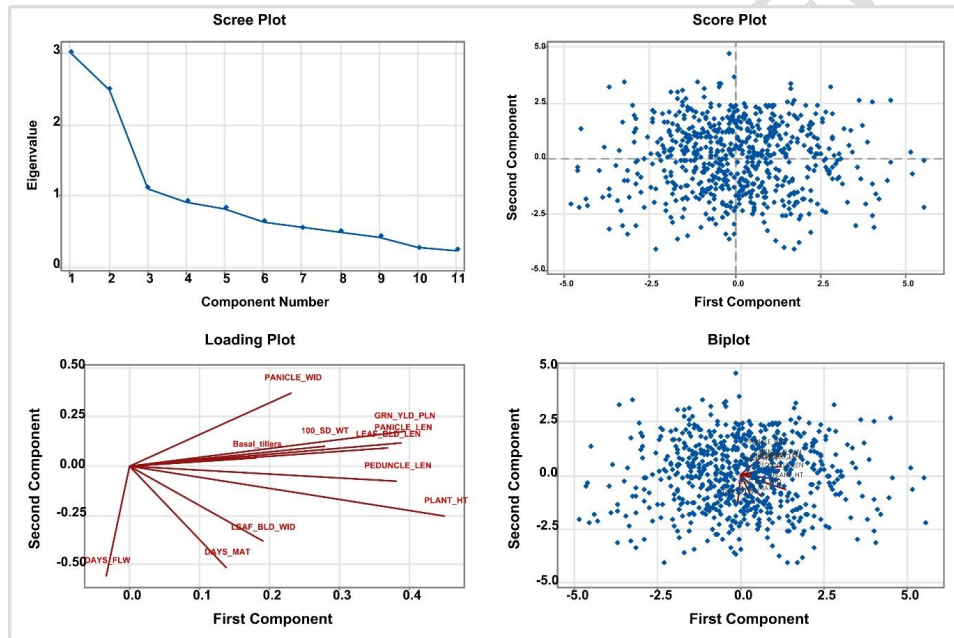 Scree Plot
3
2
1
0
Eigenvalue
1 2 3 4 5 6 7 8 9 10 11
Component Number
Score Plot
5.0
2.5
0.0
-2.5
-5.0
Second Component
-5.0 -2.5 0.0 2.5 5.0
First Component
Loading Plot
0.50
0.25
0.00
-0.25
-0.50
Second Component
PANICLE_WID
GRN_YLD_PLN
PANICLE_LEN
100_SD_WT
LEAF_BLD_LEN
Basal_tillers
PEDUNCLE_LEN
PLANT_HT
LEAF_BLD_WID
DAYS_MAT
DAYS_FLW
0.0 0.1 0.2 0.3 0.4
First Component
Biplot
5.0
2.5
0.0
-2.5
-5.0
Second Component
-5.0 -2.5 0.0 2.5 5.0
First Component